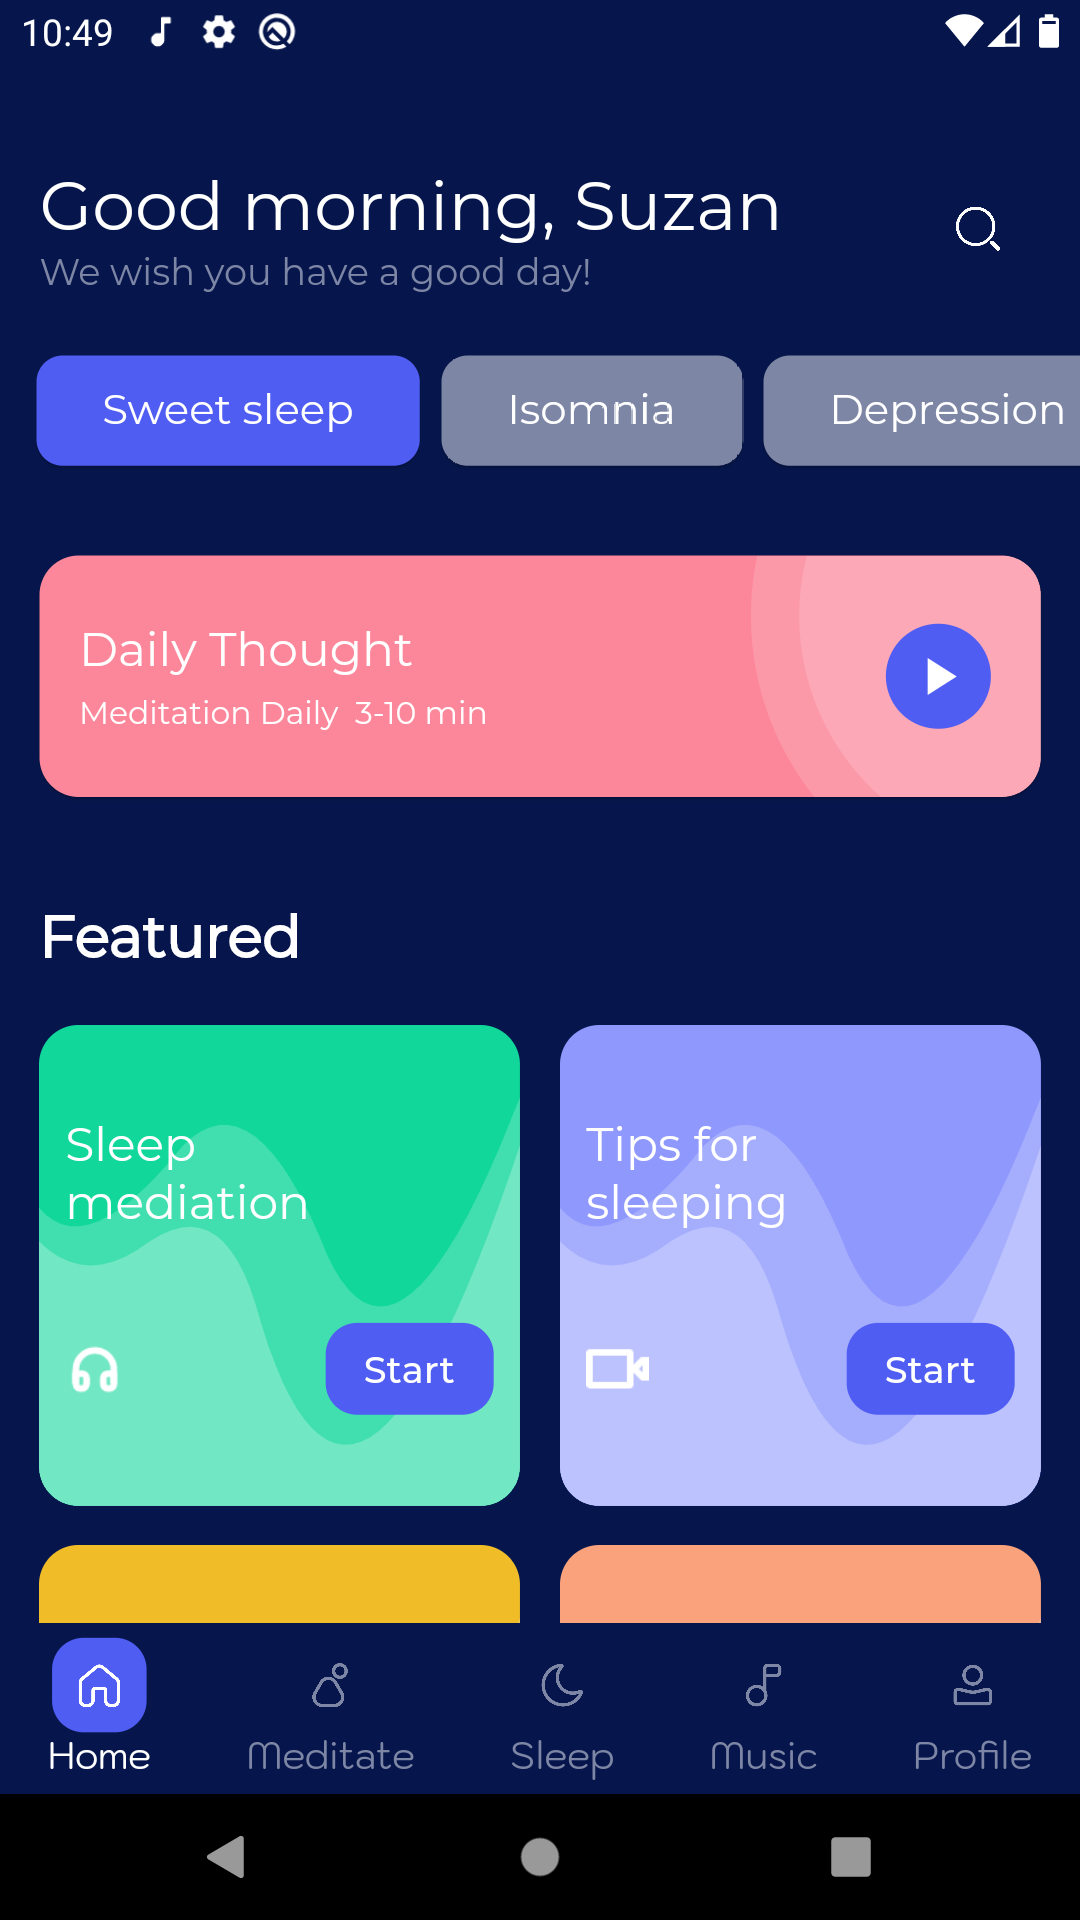 10:49
Good morning, Suzan
We wish you have a good day!
Sweet sleep
Isomnia
Depression
Daily Thought
Meditation Daily  3-10 min
Featured
Sleep
mediation
Start
Tips for
sleeping
Start
Home
Meditate
Sleep
Music
Profile